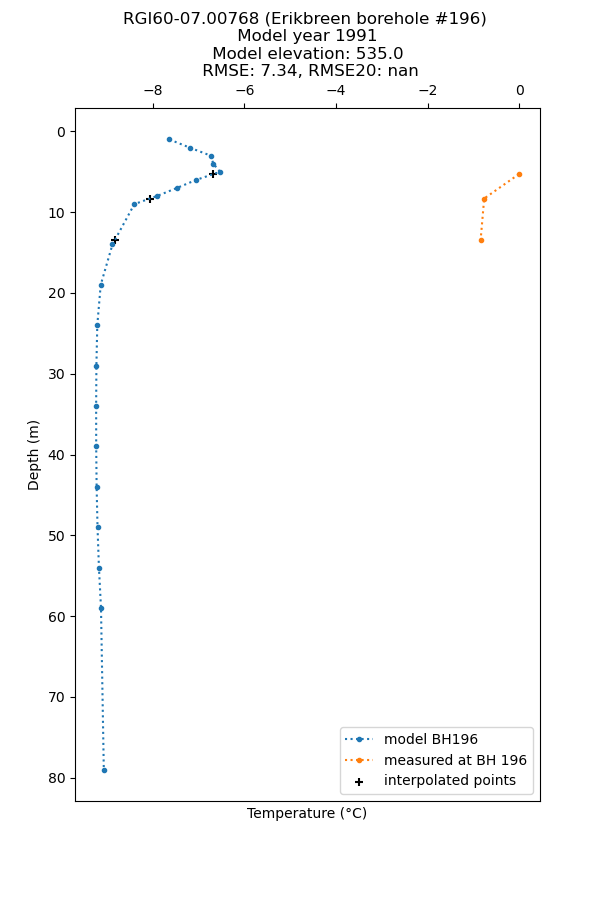 RGI60-07.00768 (Erikbreen borehole #196)
Model year 1991
Model elevation: 535.0
RMSE: 7.34, RMSE20: nan
−8 −6 −4 −2 0
0
10
20
30
40
50
60
70
80
Depth (m)
model BH196
measured at BH 196
interpolated points
Temperature (°C)